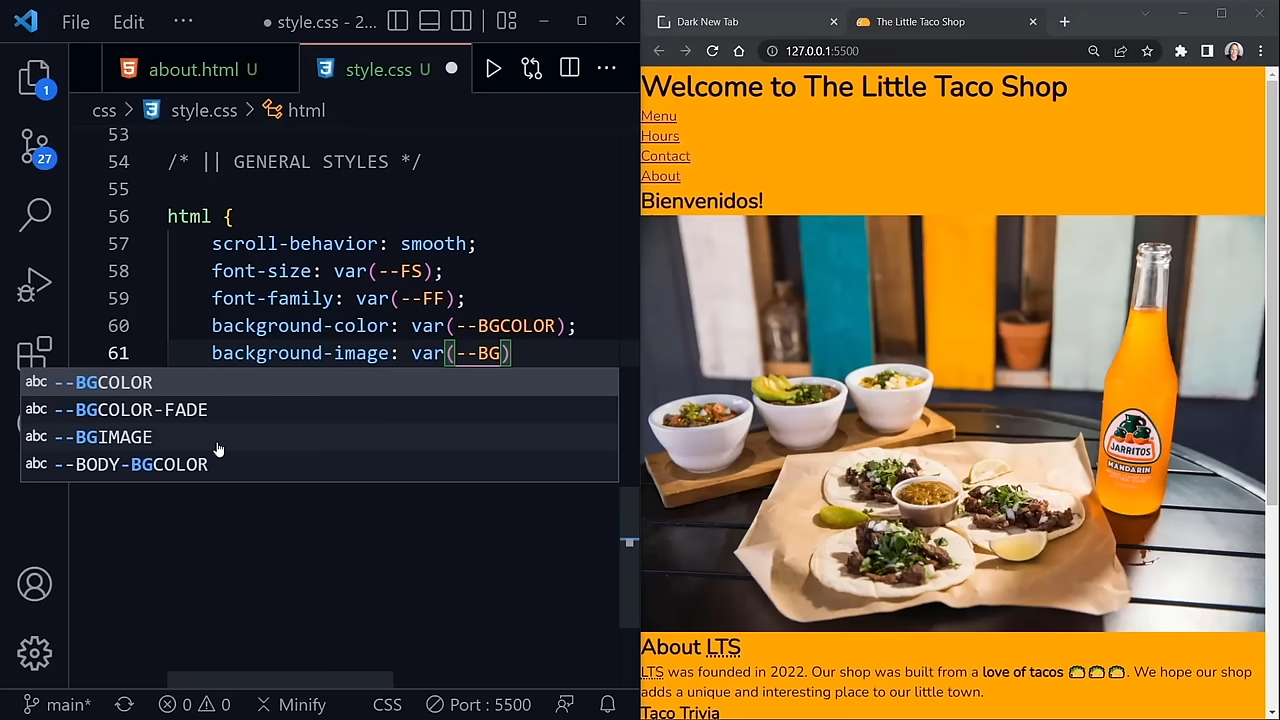 File Edit ··· ● style.css - 2...
about.html U style.css U ●
css > style.css > html
53
54 /* || GENERAL STYLES */
55
56 html {
57 scroll-behavior: smooth;
58 font-size: var(--FS);
59 font-family: var(--FF);
60 background-color: var(--BGCOLOR);
61 background-image: var(--BG)
abc --BGCOLOR
abc --BGCOLOR-FADE
abc --BGIMAGE
abc --BODY-BGCOLOR
1
27
main* 0 0 Minify CSS Port : 5500
Dark New Tab The Little Taco Shop
127.0.0.1:5500
Welcome to The Little Taco Shop
Menu
Hours
Contact
About
Bienvenidos!
JARRITOS
MANDARIN
About LTS
LTS was founded in 2022. Our shop was built from a love of tacos 🌮🌮🌮. We hope our shop
adds a unique and interesting place to our little town.
Taco Trivia